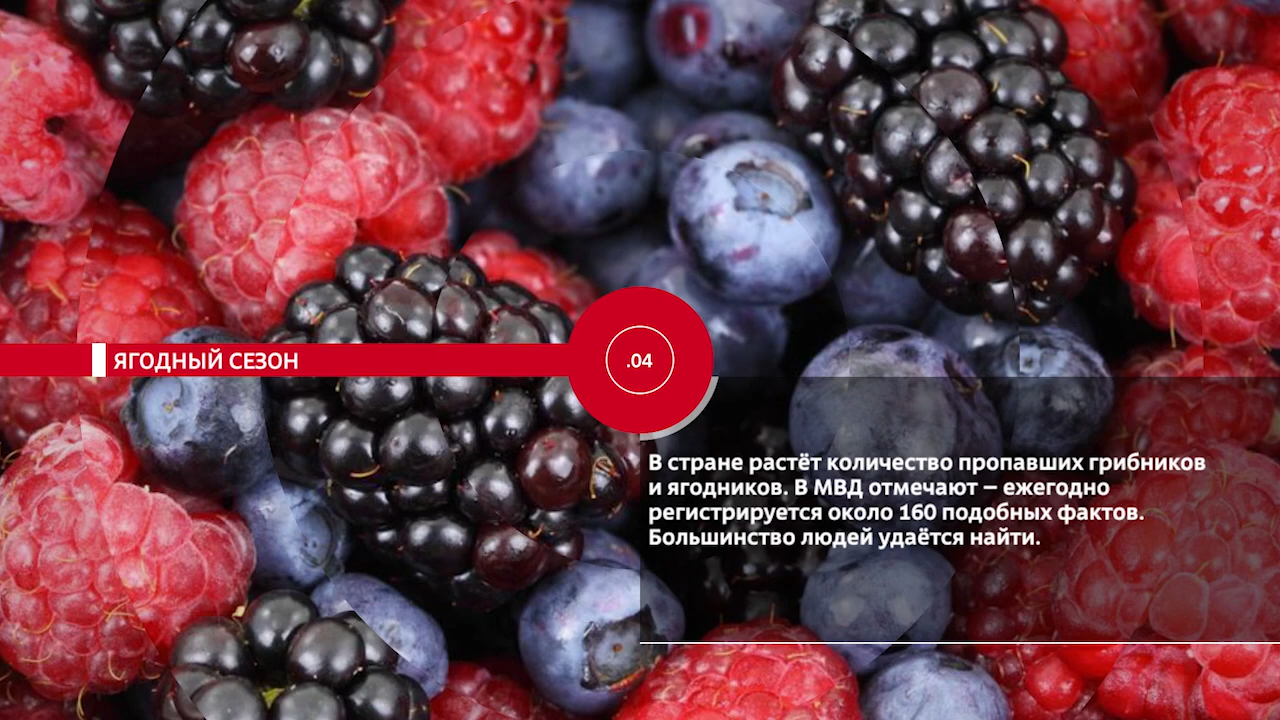 ЯГОДНЫЙ СЕЗОН
.04
В стране растёт количество пропавших грибников
и ягодников. В МВД отмечают – ежегодно
регистрируется около 160 подобных фактов.
Большинство людей удаётся найти.